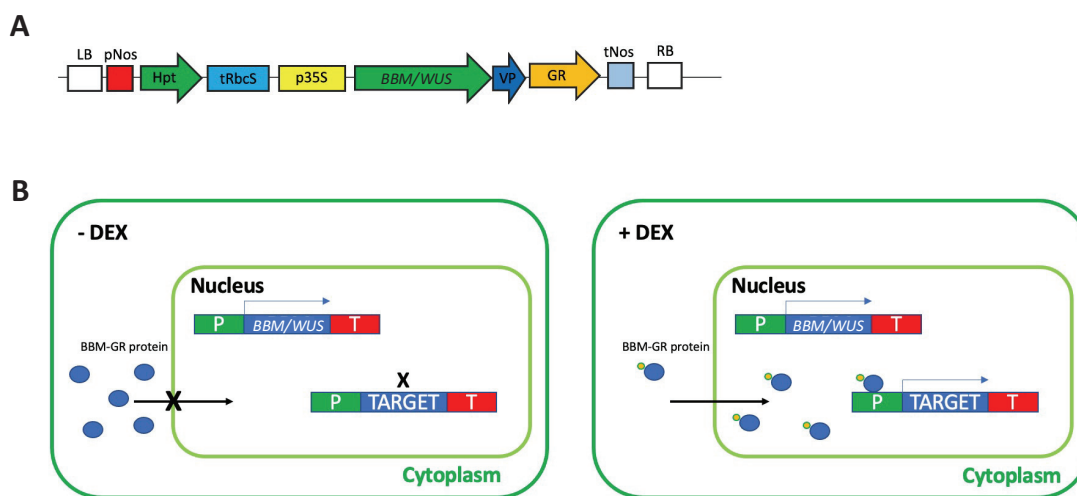 A
LB pNos Hpt tRbcS p35S BBM/WUS VP GR tNos RB
B
- DEX
Nucleus
P BBM/WUS T
BBM-GR protein
X
X
P TARGET T
Cytoplasm
+ DEX
Nucleus
P BBM/WUS T
BBM-GR protein
P TARGET T
Cytoplasm